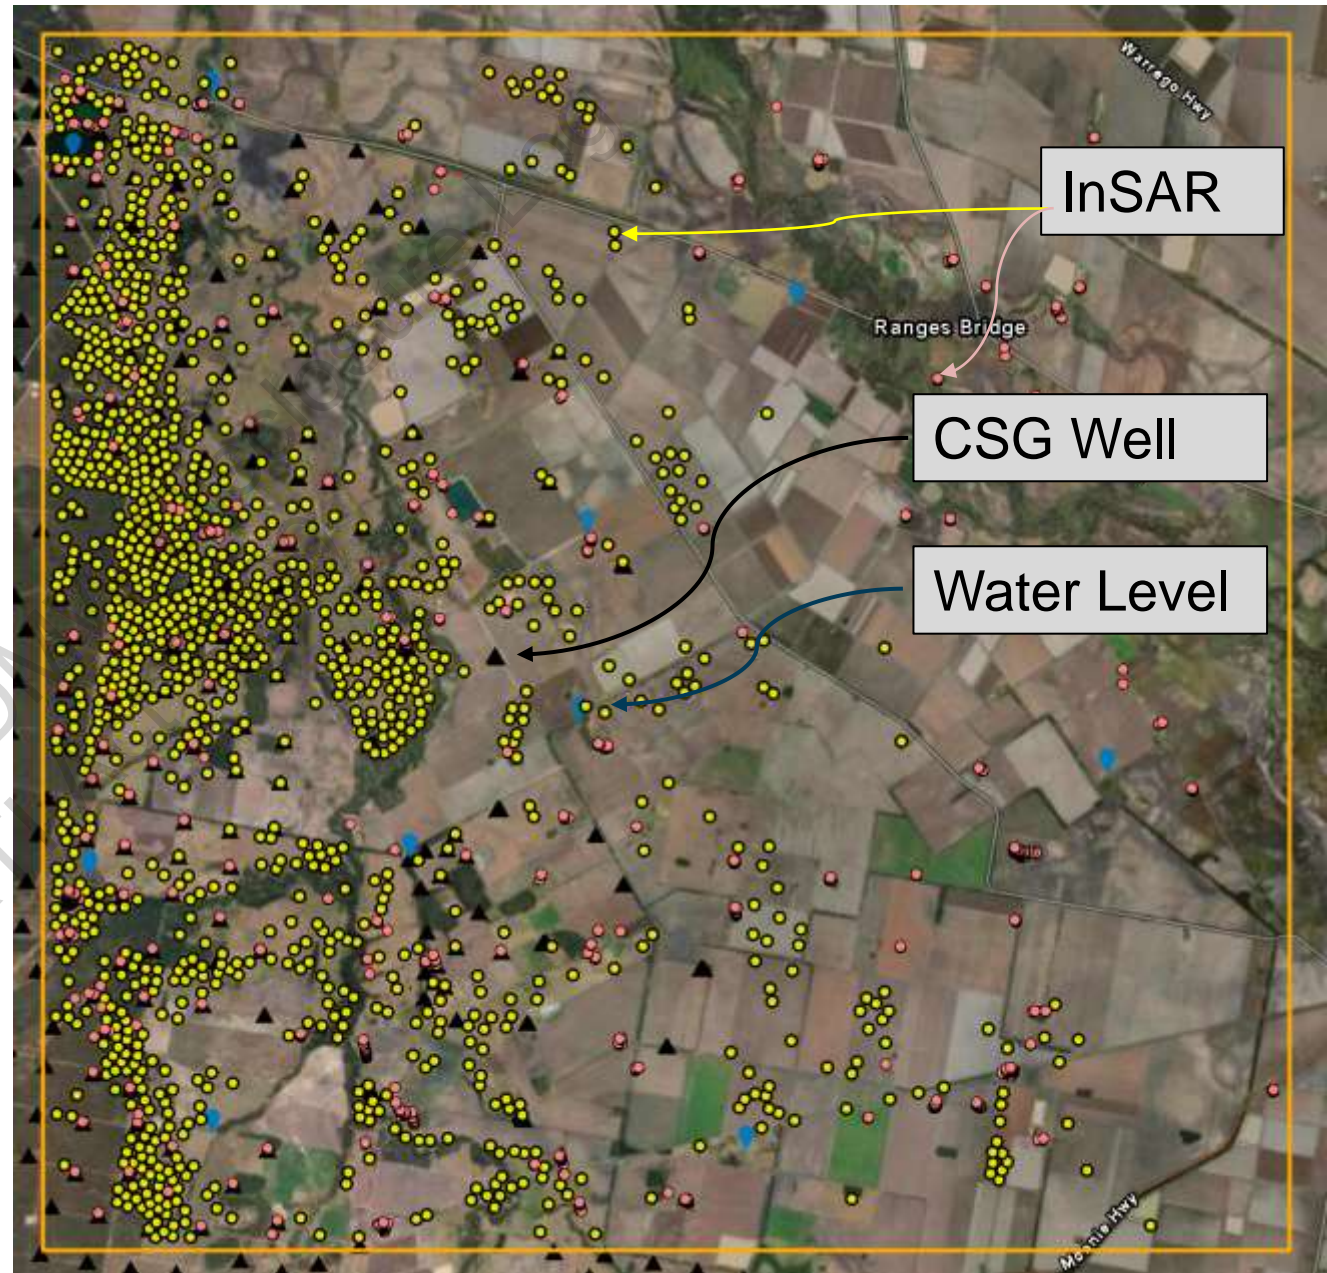 Warrego Hwy
InSAR
Ranges Bridge
CSG Well
Water Level
Moonie Hwy